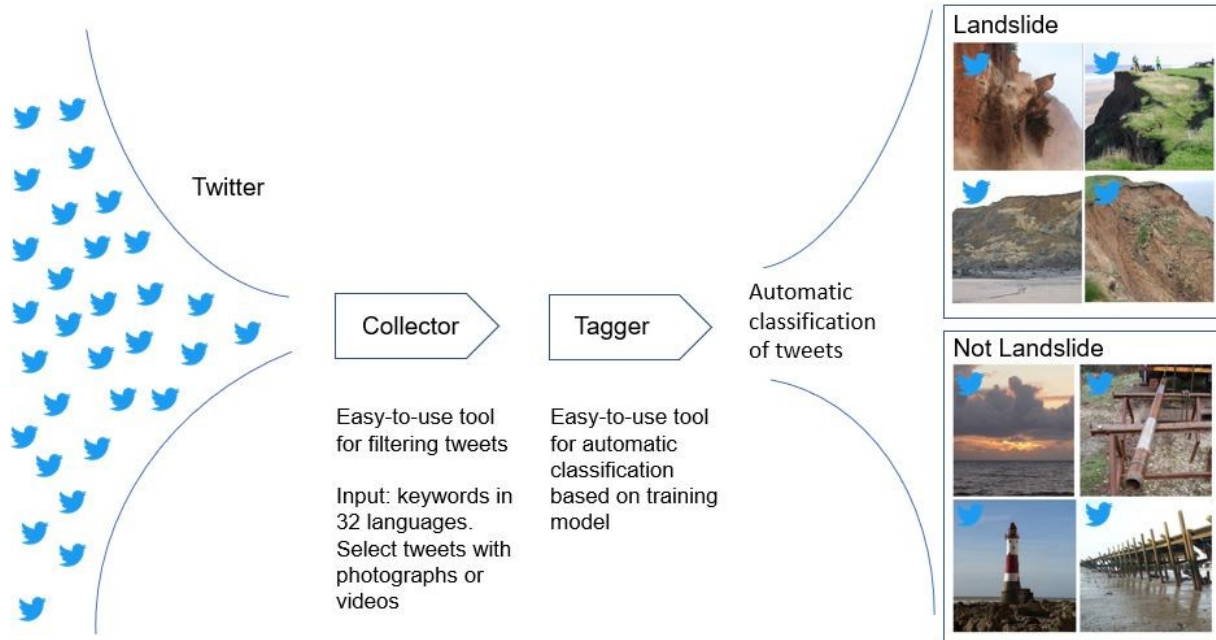 Twitter
Collector
Easy-to-use tool
for filtering tweets
Input: keywords in
32 languages.
Select tweets with
photographs or
videos
Tagger
Easy-to-use tool
for automatic
classification
based on training
model
Automatic
classification
of tweets
Landslide
Not Landslide